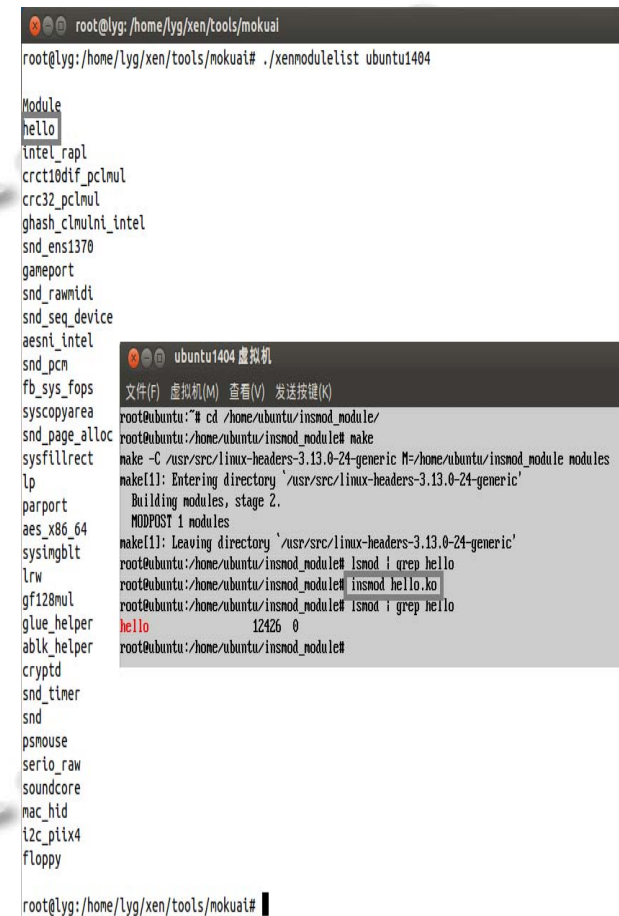 root@lyg: /home/lyg/xen/tools/mokuai
root@lyg:/home/lyg/xen/tools/mokuai# ./xenmodulelist ubuntu1404
Module
hello
intel_rapl
crct10dif_pclmul
crc32_pclmul
ghash_clmulni_intel
snd_ens1370
gameport
snd_rawmidi
snd_seq_device
aesni_intel
snd_pcm
fb_sys_fops
syscopyarea
snd_page_alloc
sysfillrect
lp
parport
aes_x86_64
sysimgblt
lrw
gf128mul
glue_helper
ablk_helper
cryptd
snd_timer
snd
psmouse
serio_raw
soundcore
mac_hid
i2c_piix4
floppy
root@lyg:/home/lyg/xen/tools/mokuai#
ubuntu1404 虚拟机
文件(F) 虚拟机(M) 查看(V) 发送按键(K)
root@ubuntu:~# cd /home/ubuntu/insmod_module/
root@ubuntu:/home/ubuntu/insmod_module# make
make -C /usr/src/linux-headers-3.13.0-24-generic M=/home/ubuntu/insmod_module modules
make[1]: Entering directory `/usr/src/linux-headers-3.13.0-24-generic'
Building modules, stage 2.
MODPOST 1 modules
make[1]: Leaving directory `/usr/src/linux-headers-3.13.0-24-generic'
root@ubuntu:/home/ubuntu/insmod_module# lsmod | grep hello
root@ubuntu:/home/ubuntu/insmod_module# insmod hello.ko
root@ubuntu:/home/ubuntu/insmod_module# lsmod | grep hello
hello 12426 0
root@ubuntu:/home/ubuntu/insmod_module#